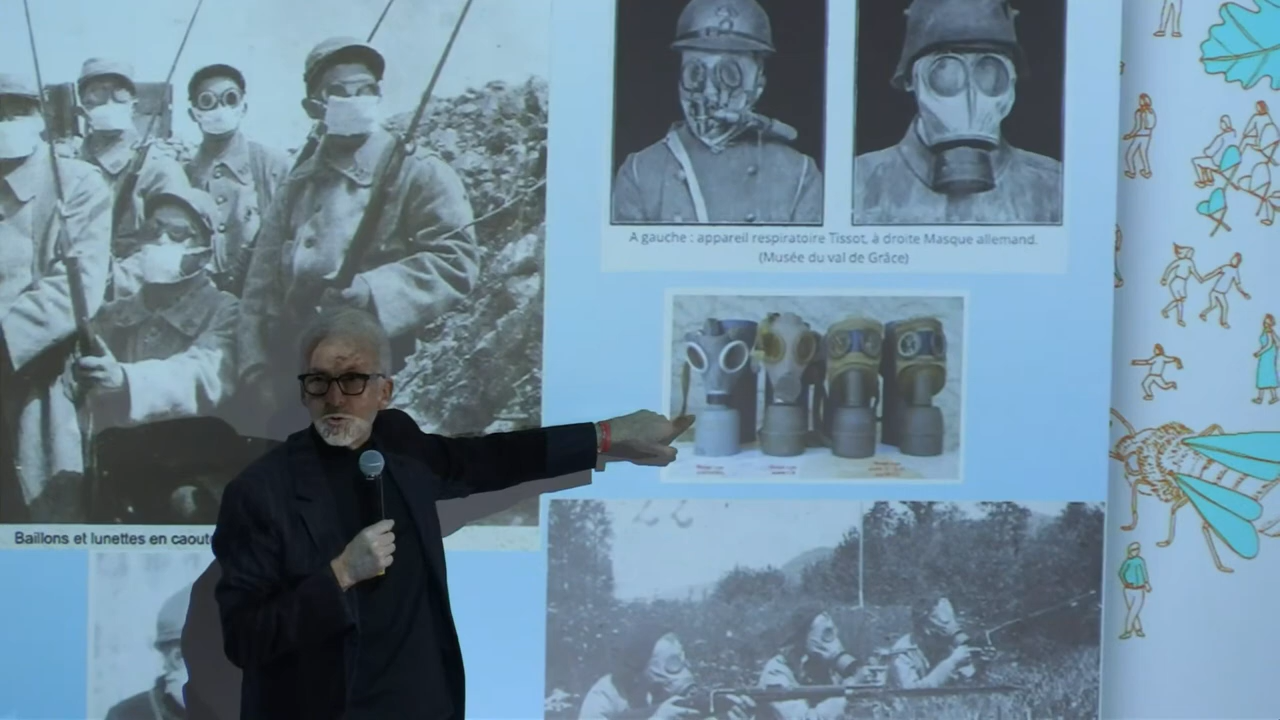 A gauche : appareil respiratoire Tissot, à droite Masque allemand.
(Musée du val de Grâce)
Baillons et lunettes en caout